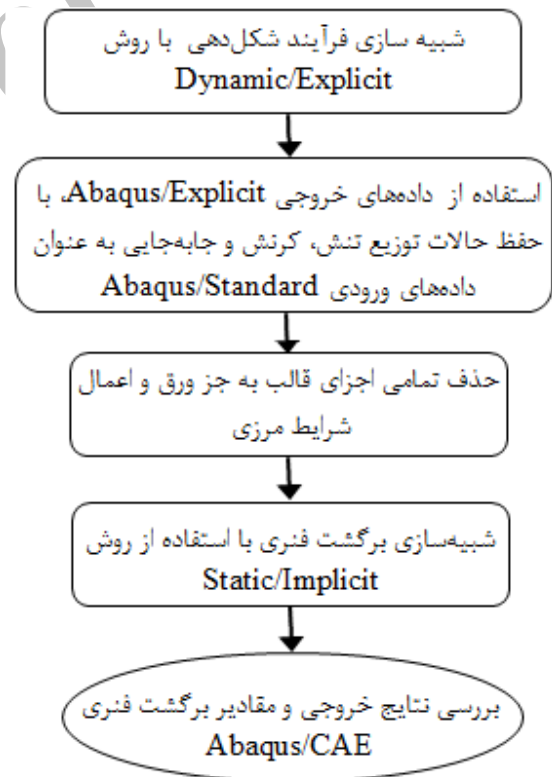 شبیه سازی فرآیند شکل‌دهی با روش
Dynamic/Explicit
استفاده از داده‌های خروجی Abaqus/Explicit، با
حفظ حالات توزیع تنش، کرنش و جابه‌جایی به عنوان
داده‌های ورودی Abaqus/Standard
حذف تمامی اجزای قالب به جز ورق و اعمال
شرایط مرزی
شبیه‌سازی برگشت فنری با استفاده از روش
Static/Implicit
بررسی نتایج خروجی و مقادیر برگشت فنری
Abaqus/CAE